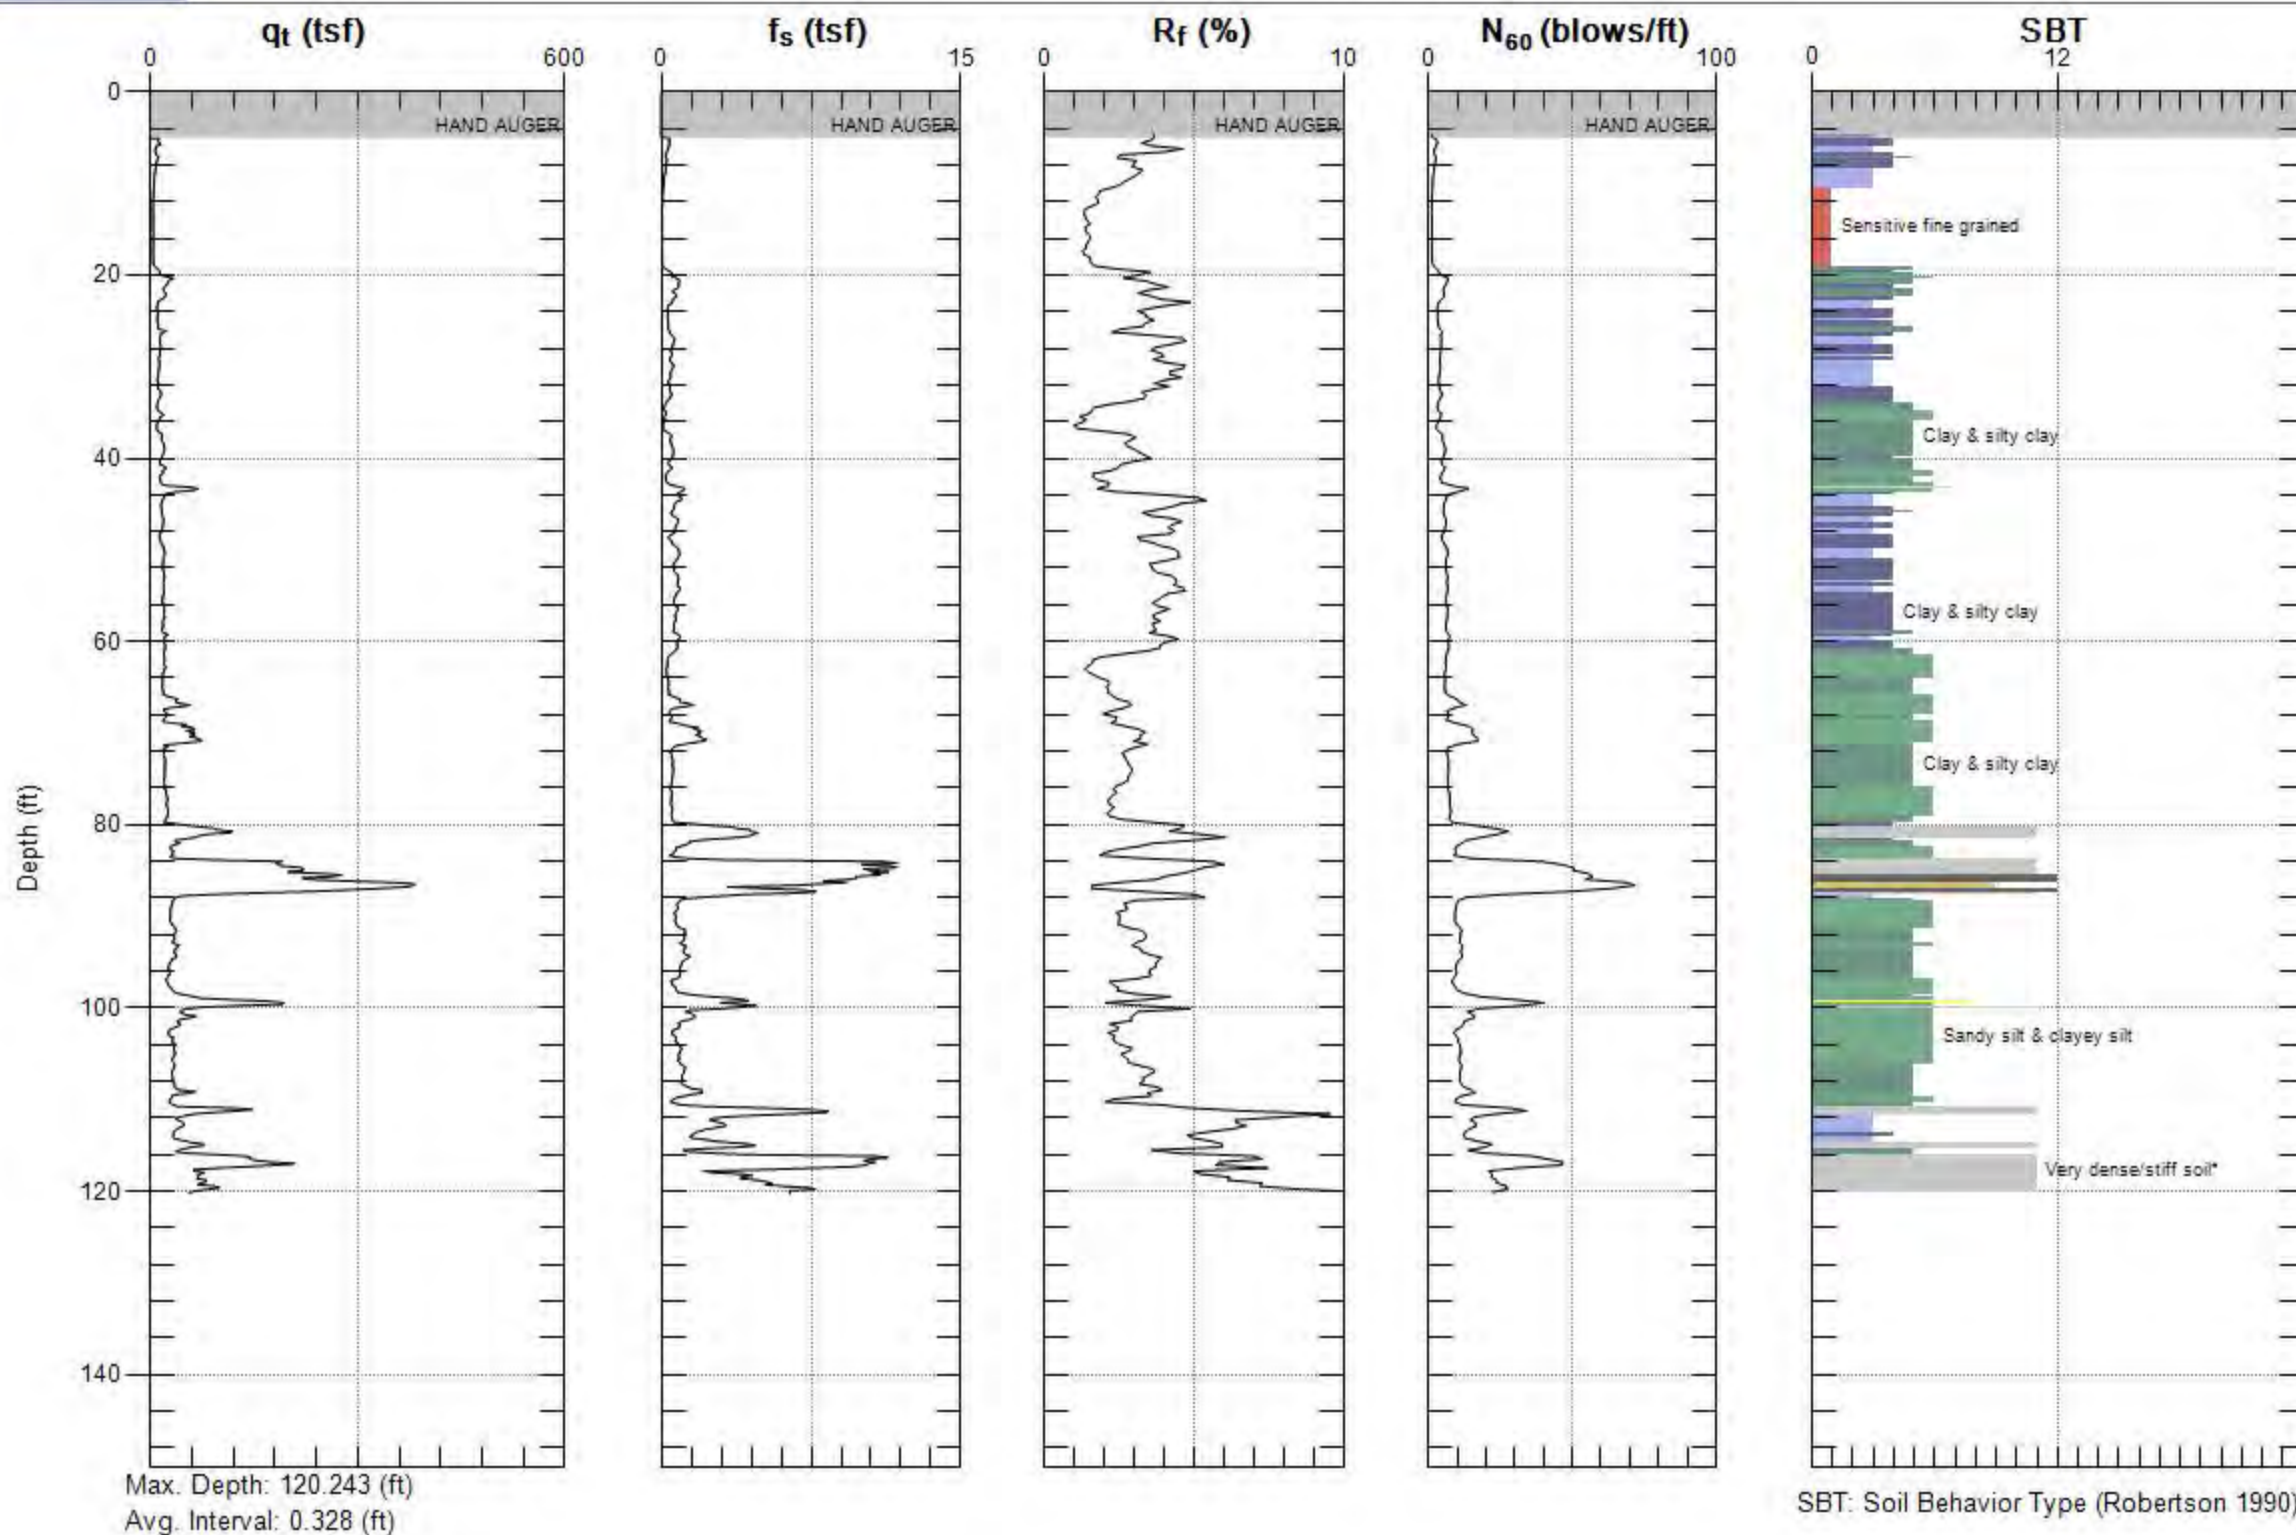 qt (tsf) fs (tsf) Rf (%) N60 (blows/ft) SBT
0 600 0 15 0 10 0 100 0 12
0
HAND AUGER HAND AUGER HAND AUGER HAND AUGER
Sensitive fine grained
20
Clay & silty clay
40
Clay & silty clay
60
Clay & silty clay
80
Depth (ft)
100
Sandy silt & clayey silt
Very dense/stiff soil*
120
140
Max. Depth: 120.243 (ft)
Avg. Interval: 0.328 (ft)
SBT: Soil Behavior Type (Robertson 1990)